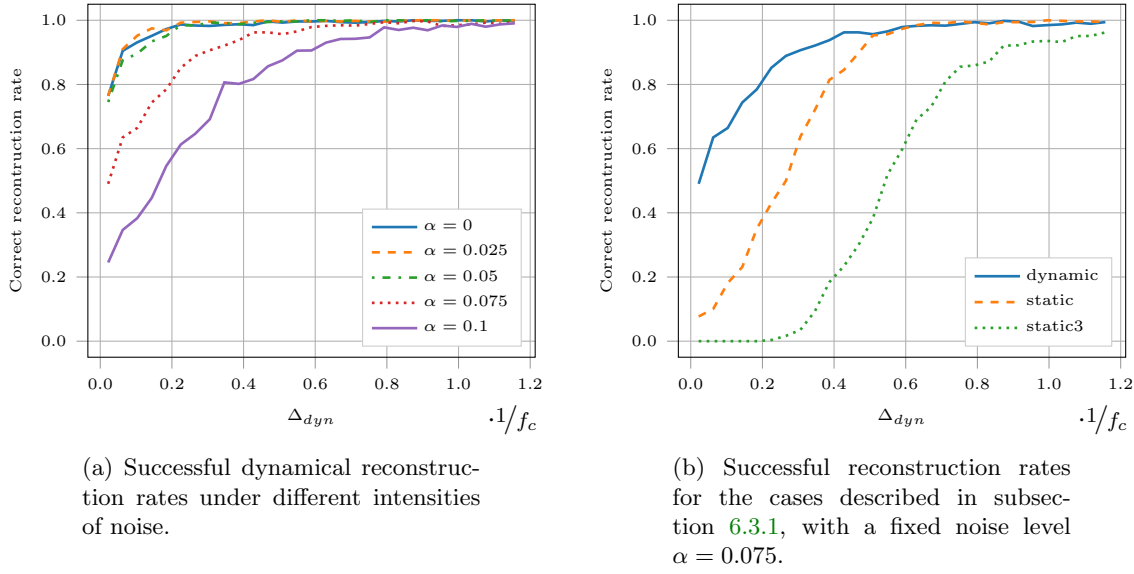 1.0
0.8
0.6
0.4
0.2
0.0
Correct reconstruction rate
α = 0
α = 0.025
α = 0.05
α = 0.075
α = 0.1
0.0 0.2 0.4 0.6 0.8 1.0 1.2
Δ_dyn
·1/f_c
(a) Successful dynamical reconstruc-
tion rates under different intensities
of noise.
1.0
0.8
0.6
0.4
0.2
0.0
Correct reconstruction rate
dynamic
static
static3
0.0 0.2 0.4 0.6 0.8 1.0 1.2
Δ_dyn
·1/f_c
(b) Successful reconstruction rates
for the cases described in subsec-
tion 6.3.1, with a fixed noise level
α = 0.075.